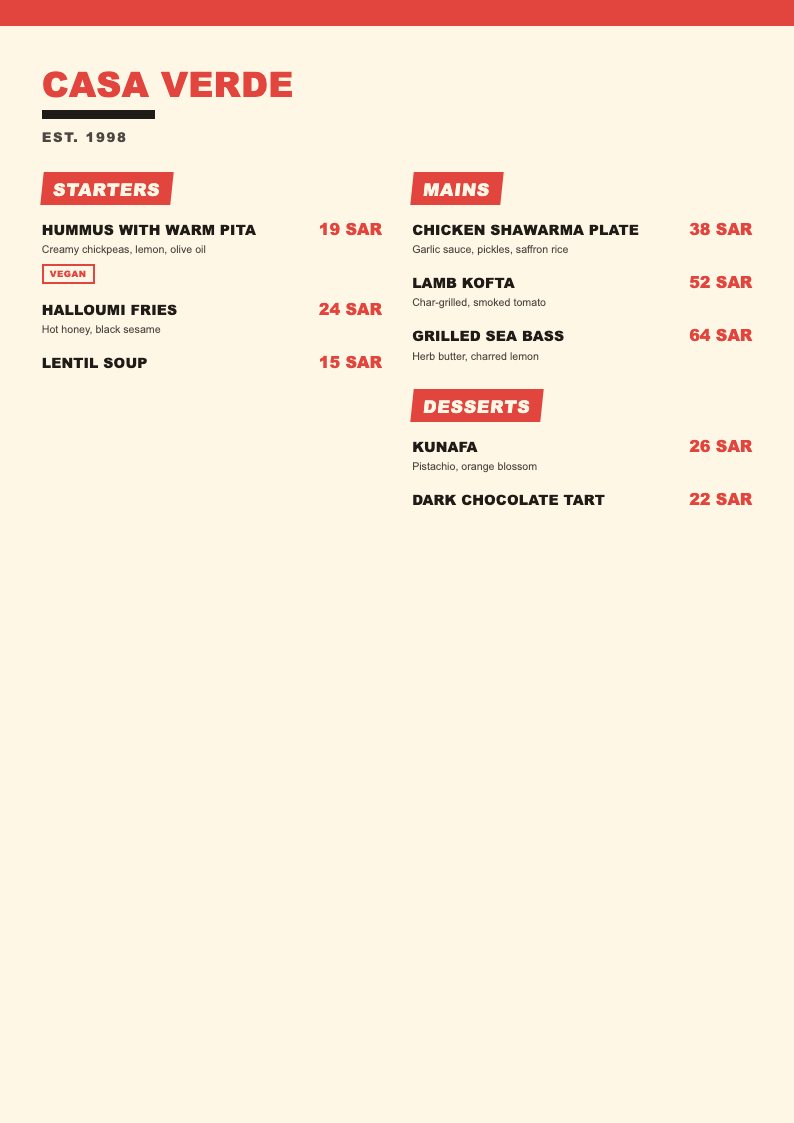 CASA VERDE
EST. 1998
STARTERS
HUMMUS WITH WARM PITA 19 SAR
Creamy chickpeas, lemon, olive oil
VEGAN
HALLOUMI FRIES 24 SAR
Hot honey, black sesame
LENTIL SOUP 15 SAR
MAINS
CHICKEN SHAWARMA PLATE 38 SAR
Garlic sauce, pickles, saffron rice
LAMB KOFTA 52 SAR
Char-grilled, smoked tomato
GRILLED SEA BASS 64 SAR
Herb butter, charred lemon
DESSERTS
KUNAFA 26 SAR
Pistachio, orange blossom
DARK CHOCOLATE TART 22 SAR